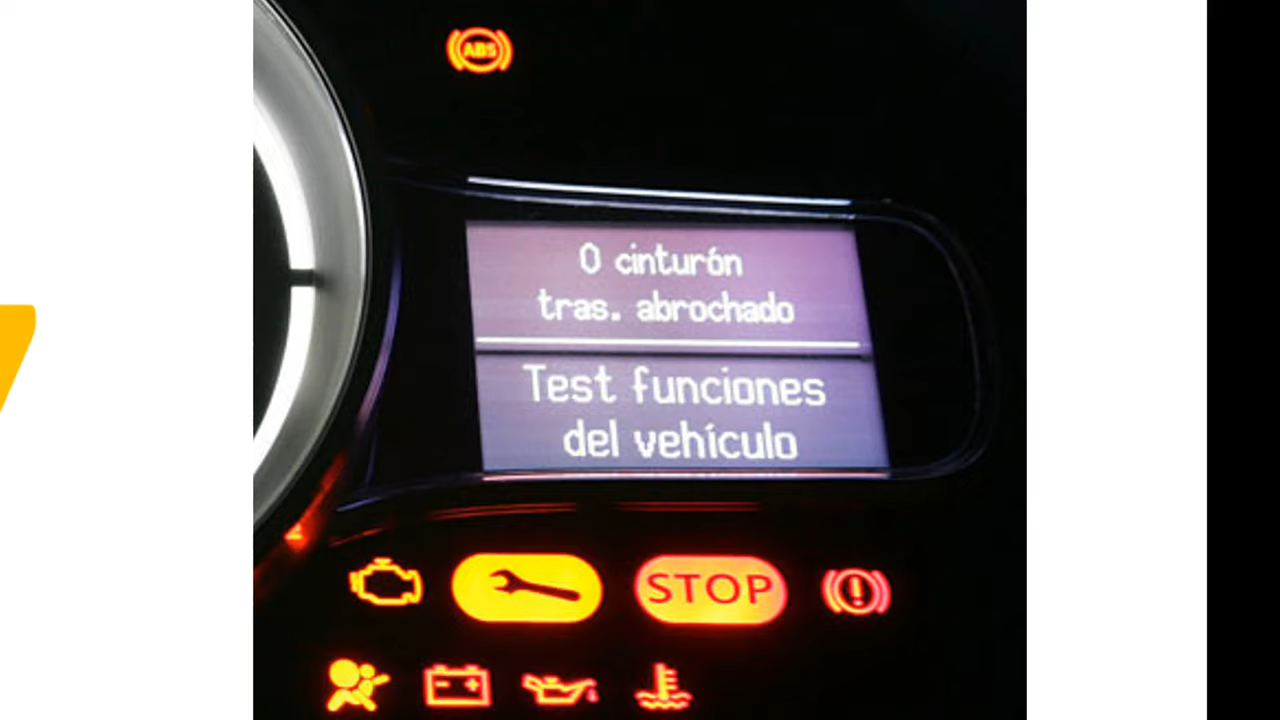 ABS
0 cinturón
tras. abrochado
Test funciones
del vehículo
STOP